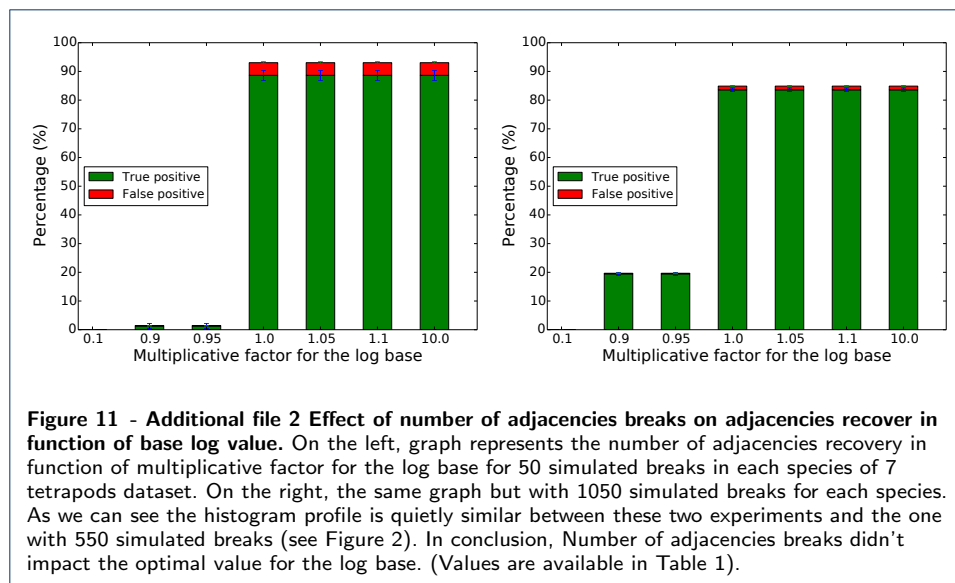 100
90
80
70
60
50
40
30
20
10
0
Percentage (%)
True positive
False positive
0.1 0.9 0.95 1.0 1.05 1.1 10.0
Multiplicative factor for the log base
100
90
80
70
60
50
40
30
20
10
0
Percentage (%)
True positive
False positive
0.1 0.9 0.95 1.0 1.05 1.1 10.0
Multiplicative factor for the log base
Figure 11 - Additional file 2 Effect of number of adjacencies breaks on adjacencies recover in
function of base log value. On the left, graph represents the number of adjacencies recovery in
function of multiplicative factor for the log base for 50 simulated breaks in each species of 7
tetrapods dataset. On the right, the same graph but with 1050 simulated breaks for each species.
As we can see the histogram profile is quietly similar between these two experiments and the one
with 550 simulated breaks (see Figure 2). In conclusion, Number of adjacencies breaks didn't
impact the optimal value for the log base. (Values are available in Table 1).